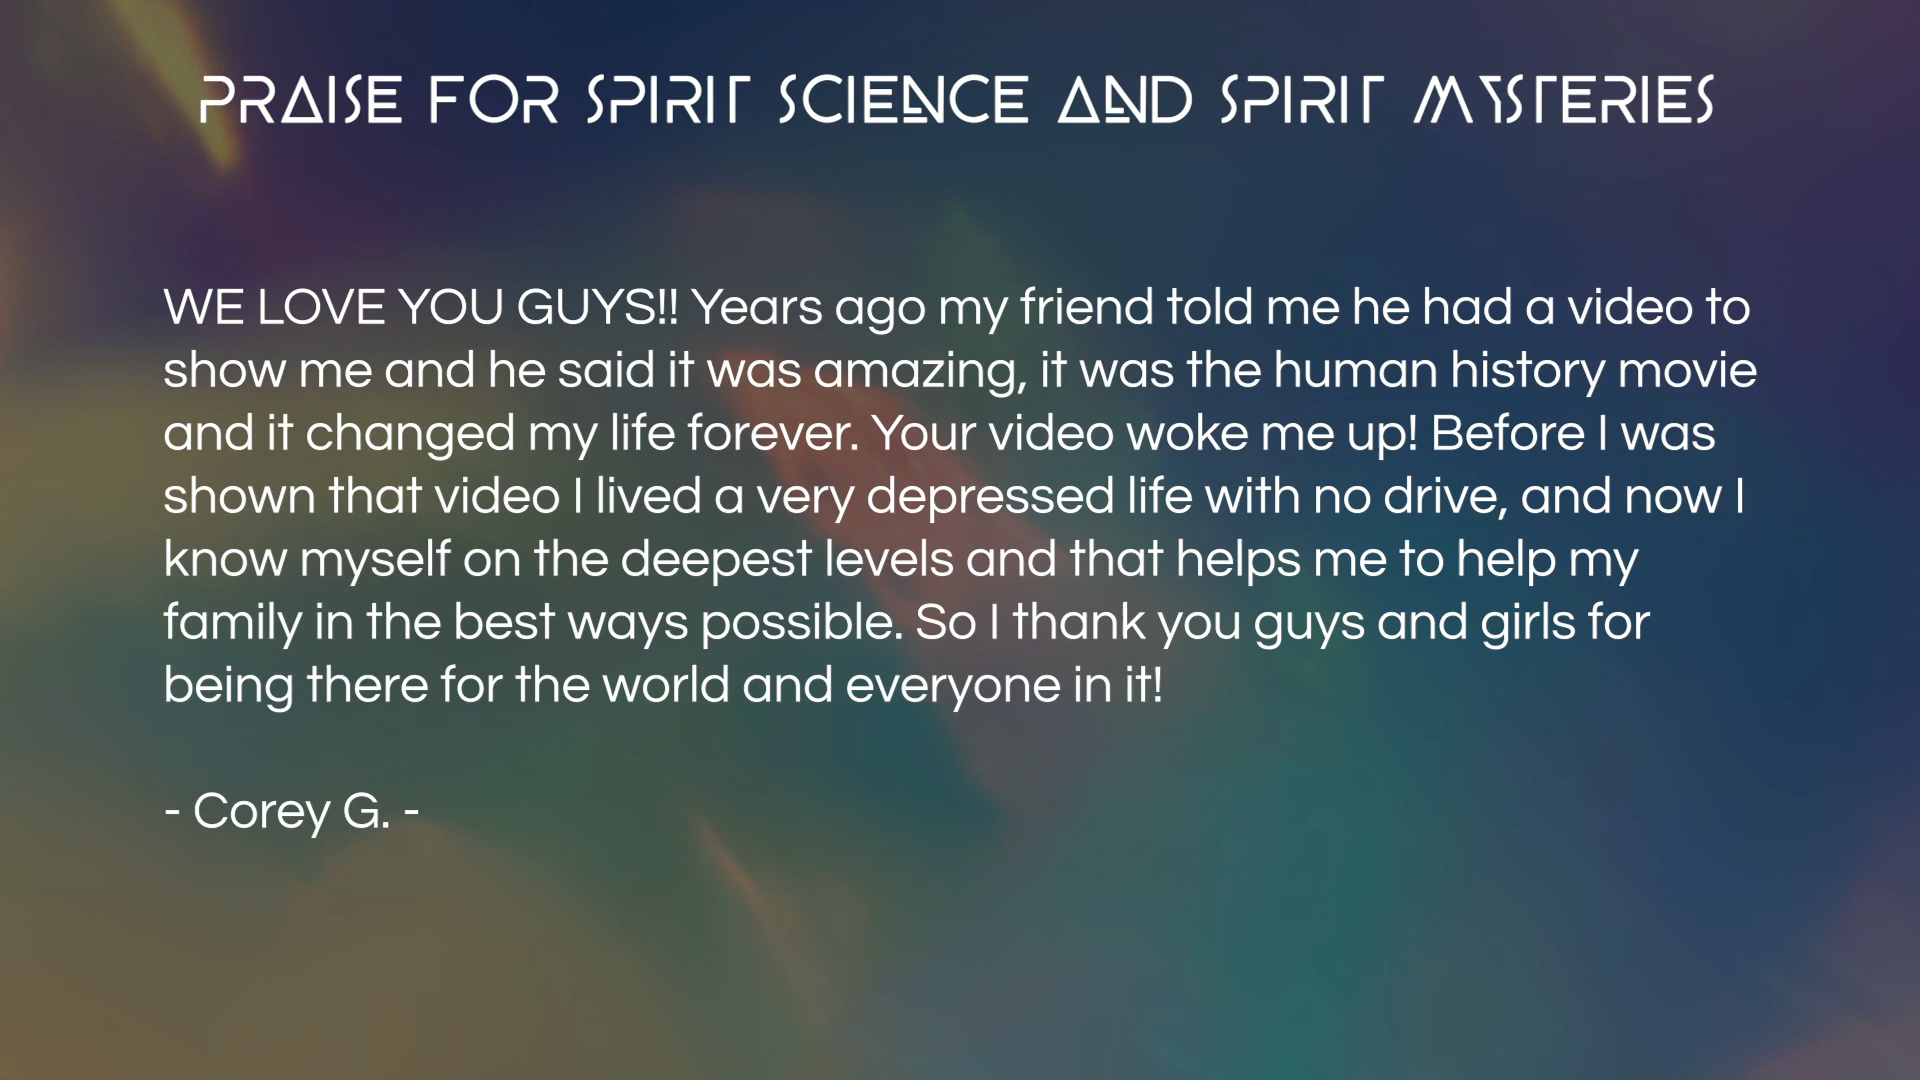 PRAISE FOR SPIRIT SCIENCE AND SPIRIT MYSTERIES
WE LOVE YOU GUYS!! Years ago my friend told me he had a video to
show me and he said it was amazing, it was the human history movie
and it changed my life forever. Your video woke me up! Before I was
shown that video I lived a very depressed life with no drive, and now I
know myself on the deepest levels and that helps me to help my
family in the best ways possible. So I thank you guys and girls for
being there for the world and everyone in it!
- Corey G. -